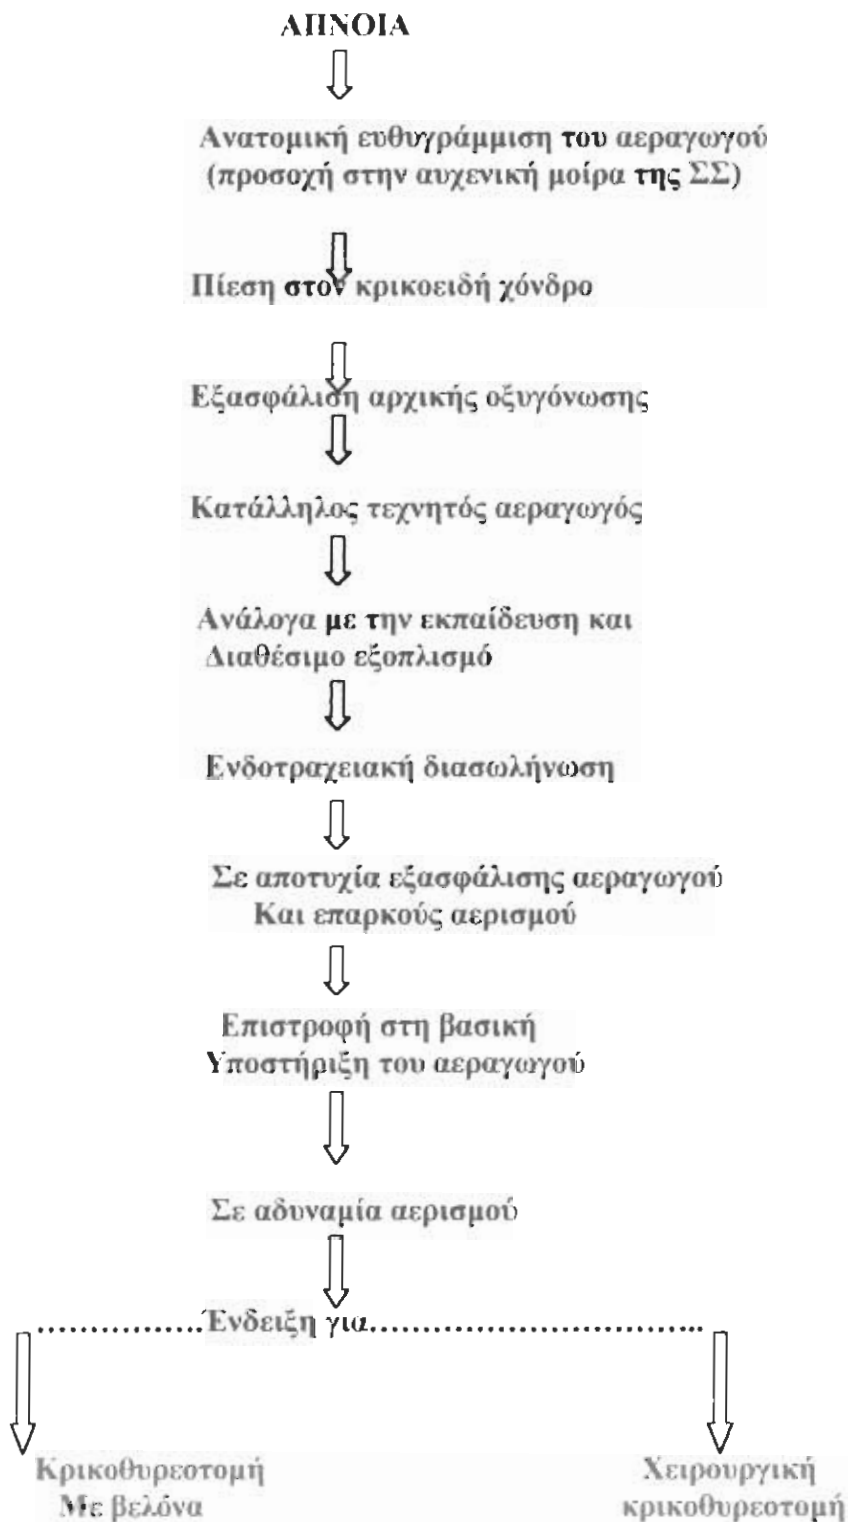 ΑΠΝΟΙΑ
Ανατομική ευθυγράμμιση του αεραγωγού
(προσοχή στην αυχενική μοίρα της ΣΣ)
Πίεση στον κρικοειδή χόνδρο
Εξασφάλιση αρχικής οξυγόνωσης
Κατάλληλος τεχνητός αεραγωγός
Ανάλογα με την εκπαίδευση και
Διαθέσιμο εξοπλισμό
Ενδοτραχειακή διασωλήνωση
Σε αποτυχία εξασφάλισης αεραγωγού
Και επαρκούς αερισμού
Επιστροφή στη βασική
Υποστήριξη του αεραγωγού
Σε αδυναμία αερισμού
................Ένδειξη για................................
Κρικοθυρεοτομή
Με βελόνα
Χειρουργική
κρικοθυρεοτομή